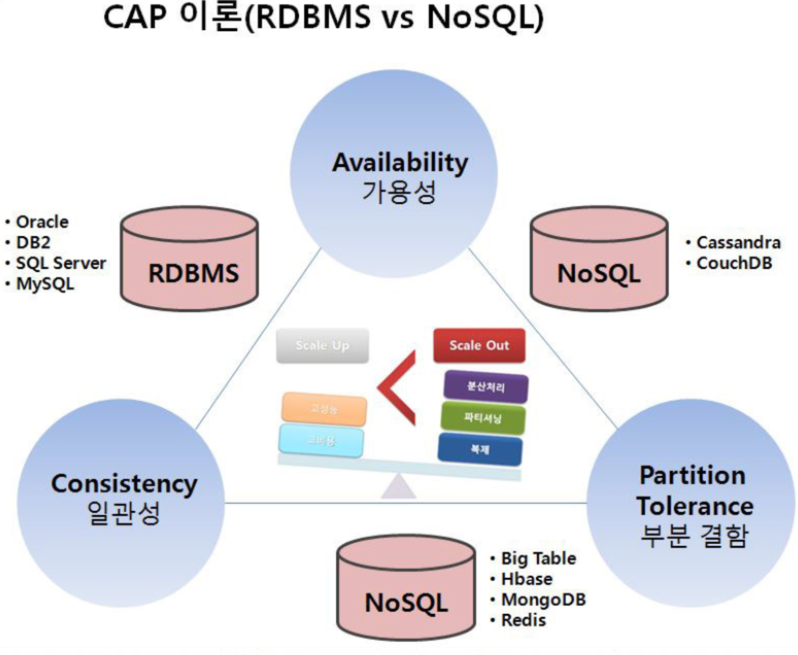 CAP 이론(RDBMS vs NoSQL)
Availability
가용성
• Oracle
• DB2
• SQL Server
• MySQL
RDBMS
NoSQL
• Cassandra
• CouchDB
Scale Up
고성능
고비용
Scale Out
분산처리
파티셔닝
복제
Consistency
일관성
Partition
Tolerance
부분 결함
NoSQL
• Big Table
• Hbase
• MongoDB
• Redis